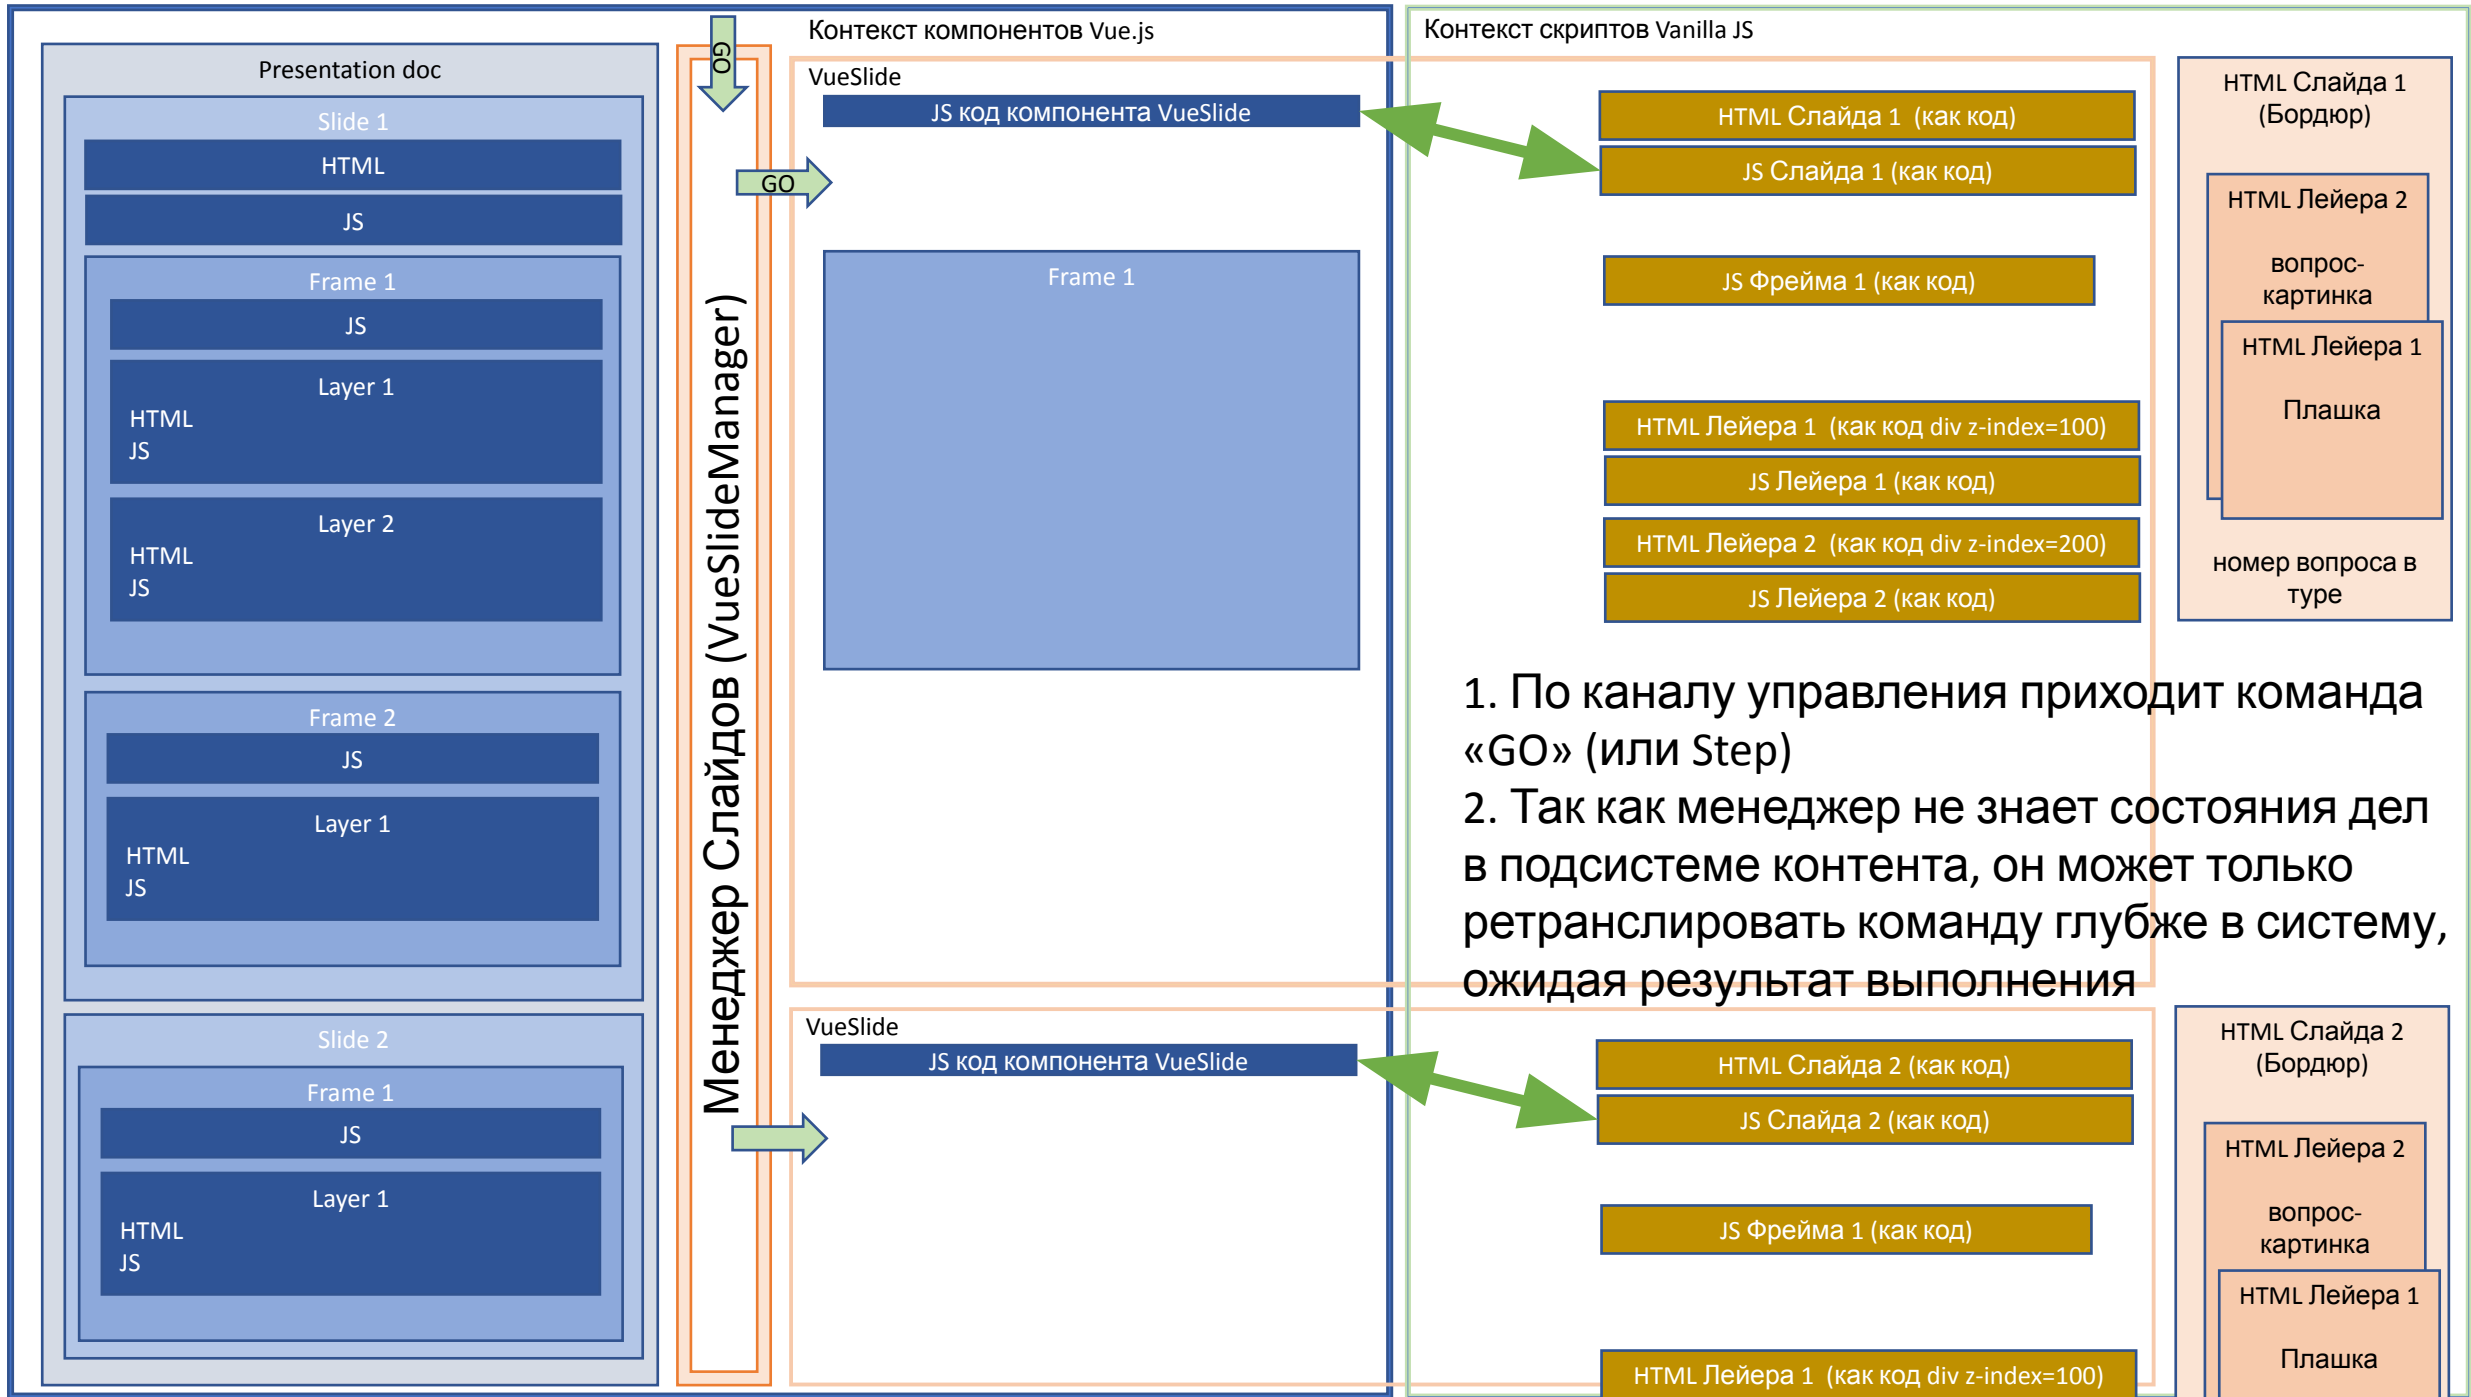 Presentation doc
Slide 1
HTML
JS
Frame 1
JS
Layer 1
HTML
JS
Layer 2
HTML
JS
Frame 2
JS
Layer 1
HTML
JS
Slide 2
Frame 1
JS
Layer 1
HTML
JS
GO
Менеджер Слайдов (VueSlideManager)
GO
Контекст компонентов Vue.js
VueSlide
JS код компонента VueSlide
Frame 1
VueSlide
JS код компонента VueSlide
Контекст скриптов Vanilla JS
HTML Слайда 1 (как код)
JS Слайда 1 (как код)
JS Фрейма 1 (как код)
HTML Лейера 1 (как код div z-index=100)
JS Лейера 1 (как код)
HTML Лейера 2 (как код div z-index=200)
JS Лейера 2 (как код)
HTML Слайда 1
(Бордюр)
HTML Лейера 2
вопрос-
картинка
HTML Лейера 1
Плашка
номер вопроса в
туре
1. По каналу управления приходит команда
«GO» (или Step)
2. Так как менеджер не знает состояния дел
в подсистеме контента, он может только
ретранслировать команду глубже в систему,
ожидая результат выполнения
HTML Слайда 2 (как код)
JS Слайда 2 (как код)
JS Фрейма 1 (как код)
HTML Лейера 1 (как код div z-index=100)
HTML Слайда 2
(Бордюр)
HTML Лейера 2
вопрос-
картинка
HTML Лейера 1
Плашка